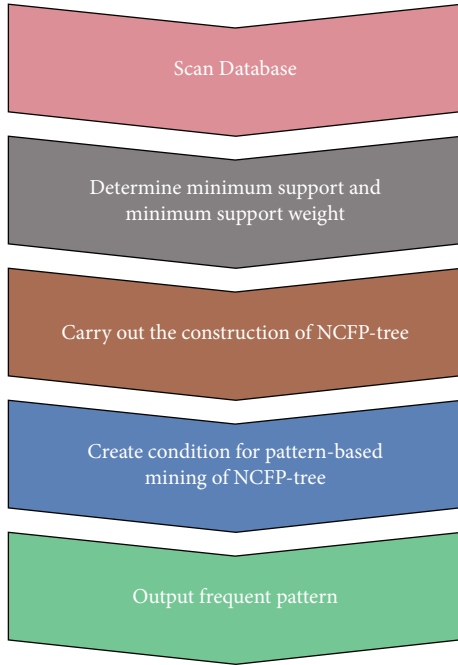 Scan Database
Determine minimum support and
minimum support weight
Carry out the construction of NCFP-tree
Create condition for pattern-based
mining of NCFP-tree
Output frequent pattern